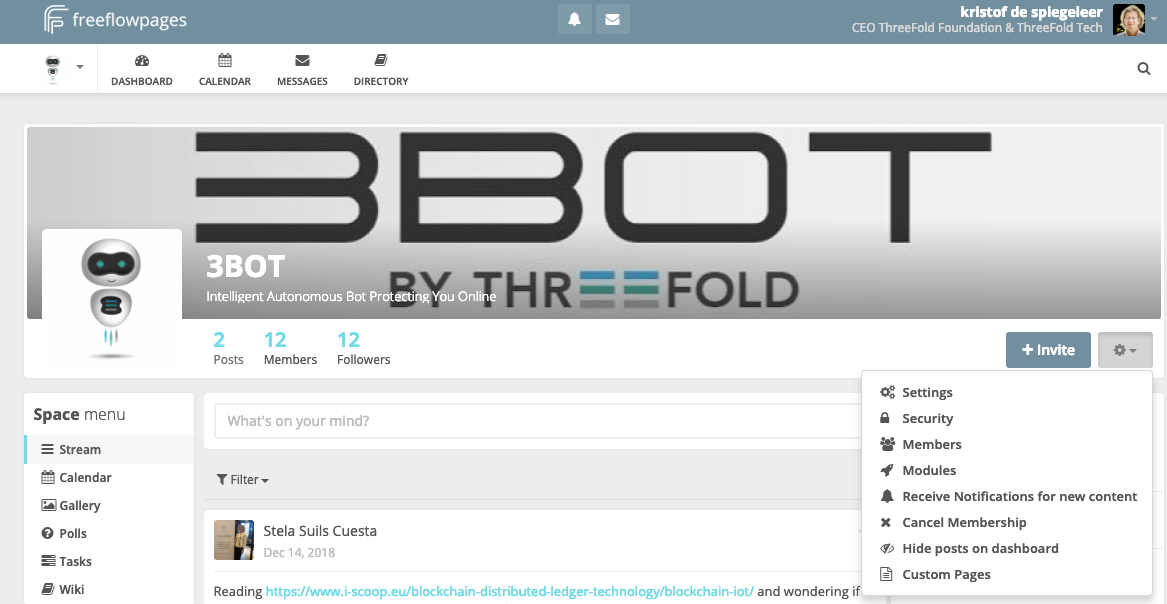 freeflowpages
kristof de spiegeleer
CEO ThreeFold Foundation & ThreeFold Tech
DASHBOARD
CALENDAR
MESSAGES
DIRECTORY
3BOT
BY THREEFOLD
3BOT
Intelligent Autonomous Bot Protecting You Online
2
Posts
12
Members
12
Followers
+ Invite
Settings
Security
Members
Modules
Receive Notifications for new content
Cancel Membership
Hide posts on dashboard
Custom Pages
Space menu
Stream
Calendar
Gallery
Polls
Tasks
Wiki
What's on your mind?
Filter
Stela Suils Cuesta
Dec 14, 2018
Reading https://www.i-scoop.eu/blockchain-distributed-ledger-technology/blockchain-iot/ and wondering if